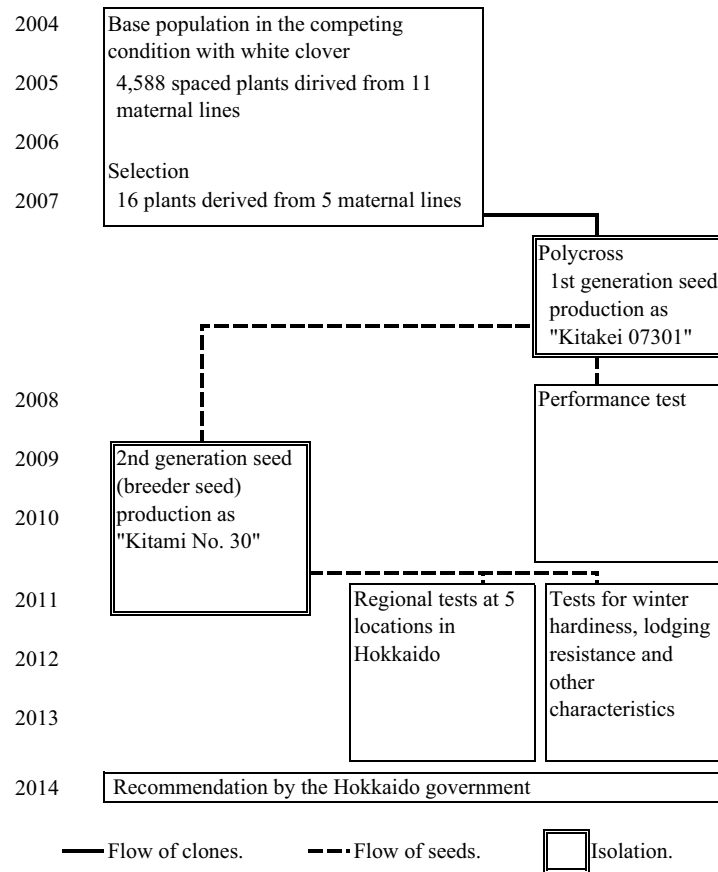 2004
Base population in the competing
condition with white clover
2005
4,588 spaced plants dirived from 11
maternal lines
2006
Selection
2007
16 plants derived from 5 maternal lines
Polycross
1st generation seed
production as
"Kitakei 07301"
2008
Performance test
2009
2nd generation seed
(breeder seed)
production as
"Kitami No. 30"
2010
2011
Regional tests at 5
locations in
Hokkaido
Tests for winter
hardiness, lodging
resistance and
other
characteristics
2012
2013
2014
Recommendation by the Hokkaido government
Flow of clones.
Flow of seeds.
Isolation.